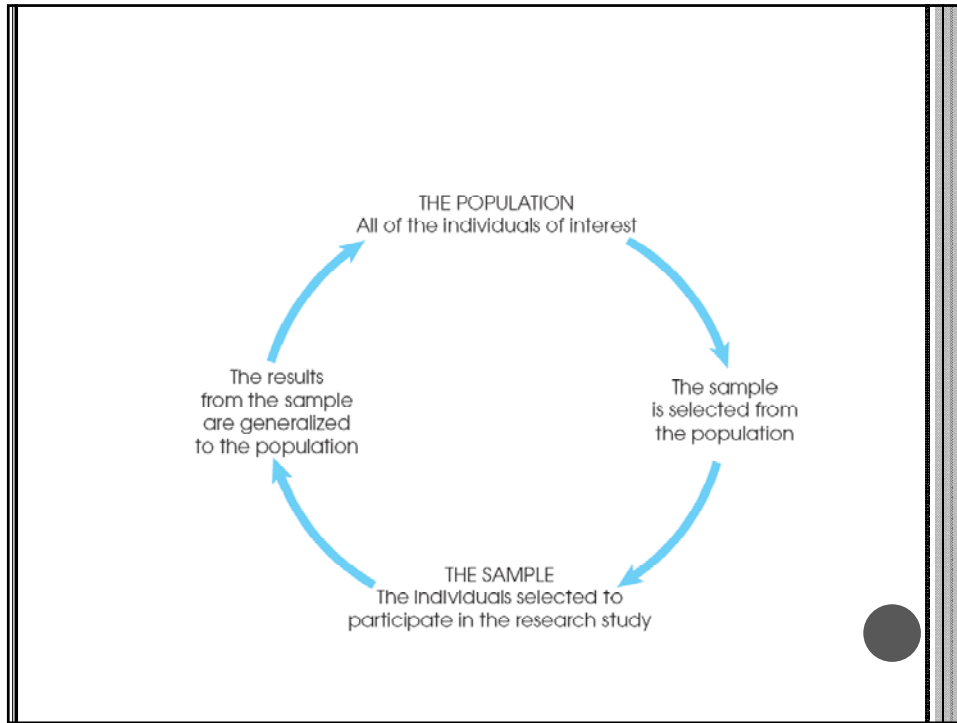 THE POPULATION
All of the individuals of interest
The sample
is selected from
the population
THE SAMPLE
The individuals selected to
participate in the research study
The results
from the sample
are generalized
to the population